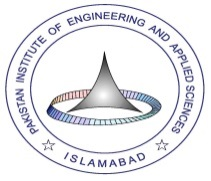 PAKISTAN INSTITUTE OF ENGINEERING AND APPLIED SCIENCES
ISLAMABAD